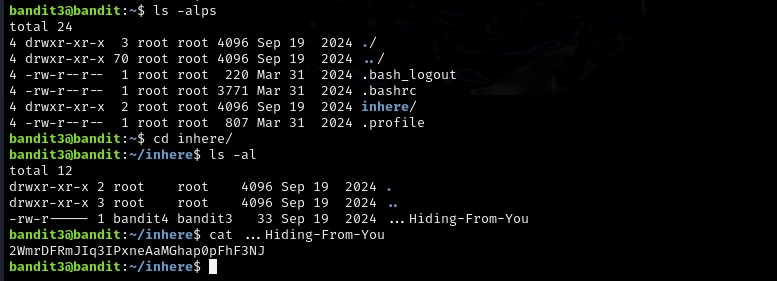 bandit3@bandit:~$ ls -alps
total 24
4 drwxr-xr-x  3 root root 4096 Sep 19  2024 ./
4 drwxr-xr-x 70 root root 4096 Sep 19  2024 ../
4 -rw-r--r--  1 root root  220 Mar 31  2024 .bash_logout
4 -rw-r--r--  1 root root 3771 Mar 31  2024 .bashrc
4 drwxr-xr-x  2 root root 4096 Sep 19  2024 inhere/
4 -rw-r--r--  1 root root  807 Mar 31  2024 .profile
bandit3@bandit:~$ cd inhere/
bandit3@bandit:~/inhere$ ls -al
total 12
drwxr-xr-x 2 root    root    4096 Sep 19  2024 .
drwxr-xr-x 3 root    root    4096 Sep 19  2024 ..
-rw-r----- 1 bandit4 bandit3   33 Sep 19  2024 ...Hiding-From-You
bandit3@bandit:~/inhere$ cat ...Hiding-From-You
2WmrDFRmJIq3IPxneAaMGhap0pFhF3NJ
bandit3@bandit:~/inhere$